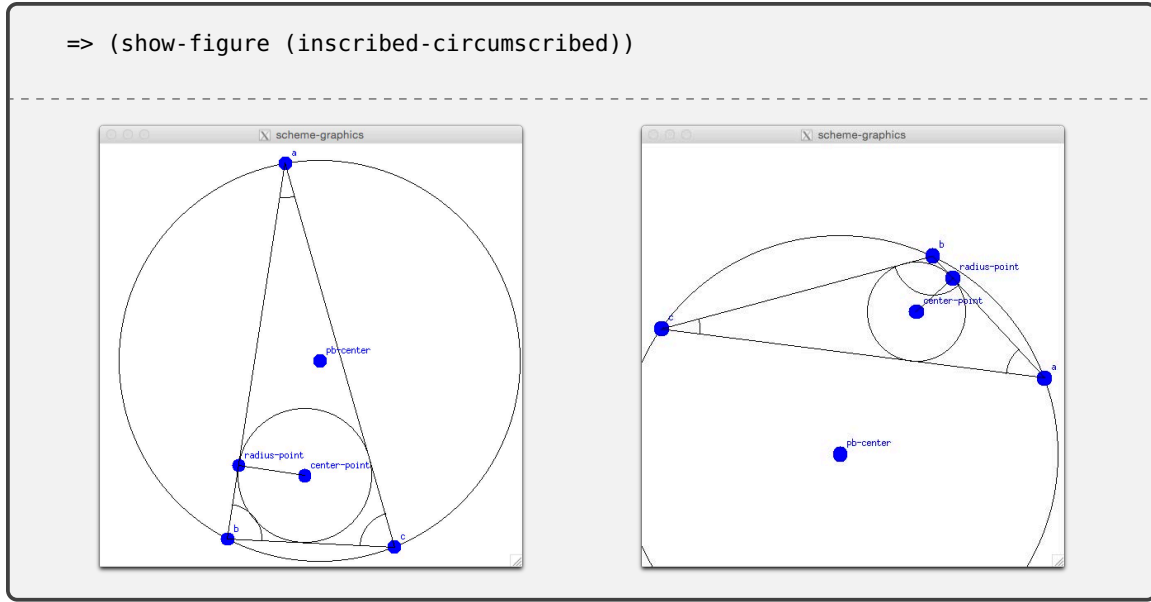 => (show-figure (inscribed-circumscribed))
scheme-graphics
a
pb-center
radius-point
center-point
b
c
scheme-graphics
b
radius-point
center-point
c
a
pb-center